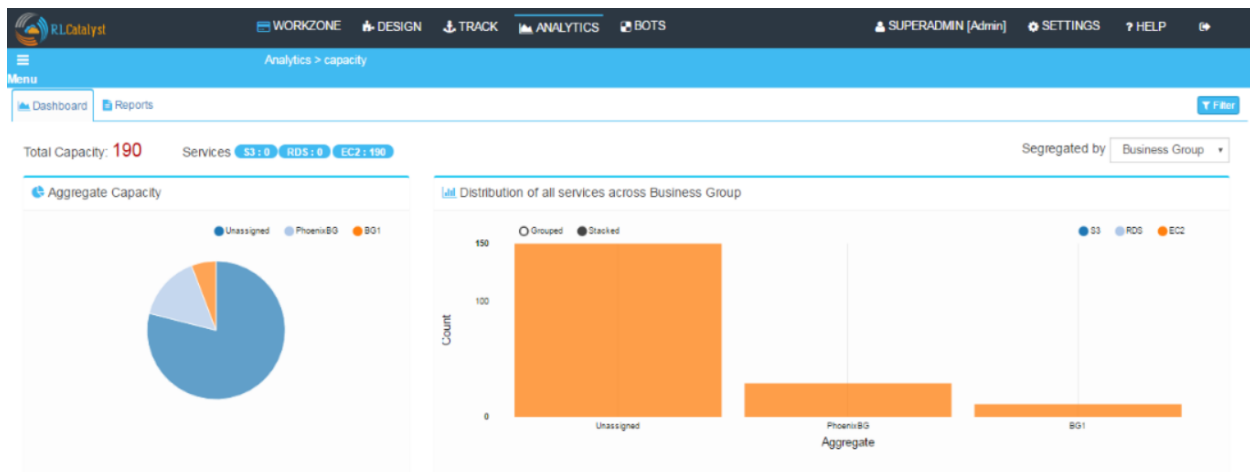 RLCatalyst WORKZONE DESIGN TRACK ANALYTICS BOTS SUPERADMIN [Admin] SETTINGS ? HELP
Menu Analytics > capacity
Dashboard Reports Filter
Total Capacity: 190 Services S3 : 0 RDS : 0 EC2 : 190 Segregated by Business Group
Aggregate Capacity
Unassigned PhoenixBG BG1
Distribution of all services across Business Group
Grouped Stacked S3 RDS EC2
150
100
0
Count
Unassigned PhoenixBG BG1
Aggregate